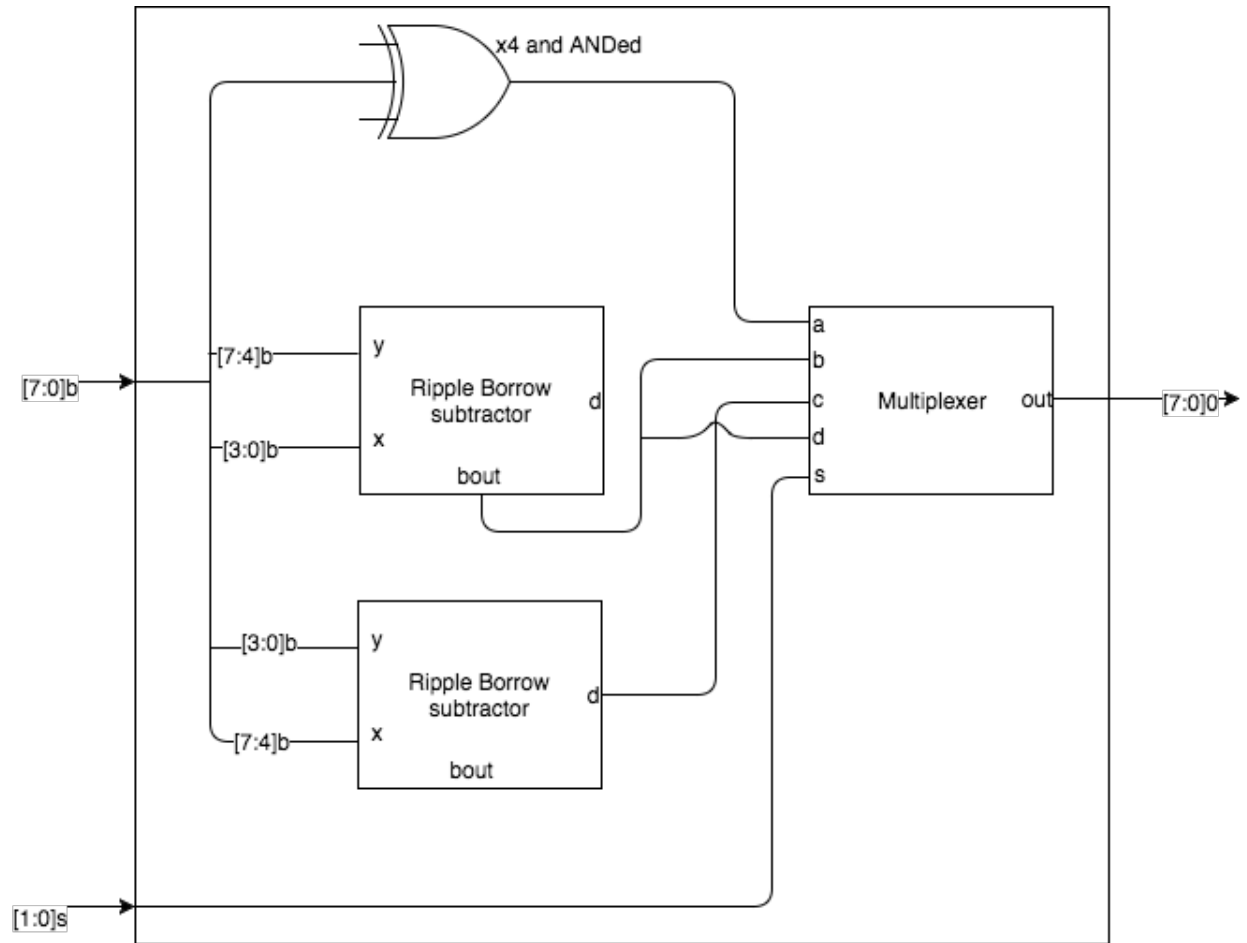 x4 and ANDed
[7:0]b
[7:4]b
[3:0]b
y
x
Ripple Borrow
subtractor
d
bout
[3:0]b
[7:4]b
y
x
Ripple Borrow
subtractor
d
bout
a
b
c
d
s
Multiplexer
out
[7:0]0
[1:0]s